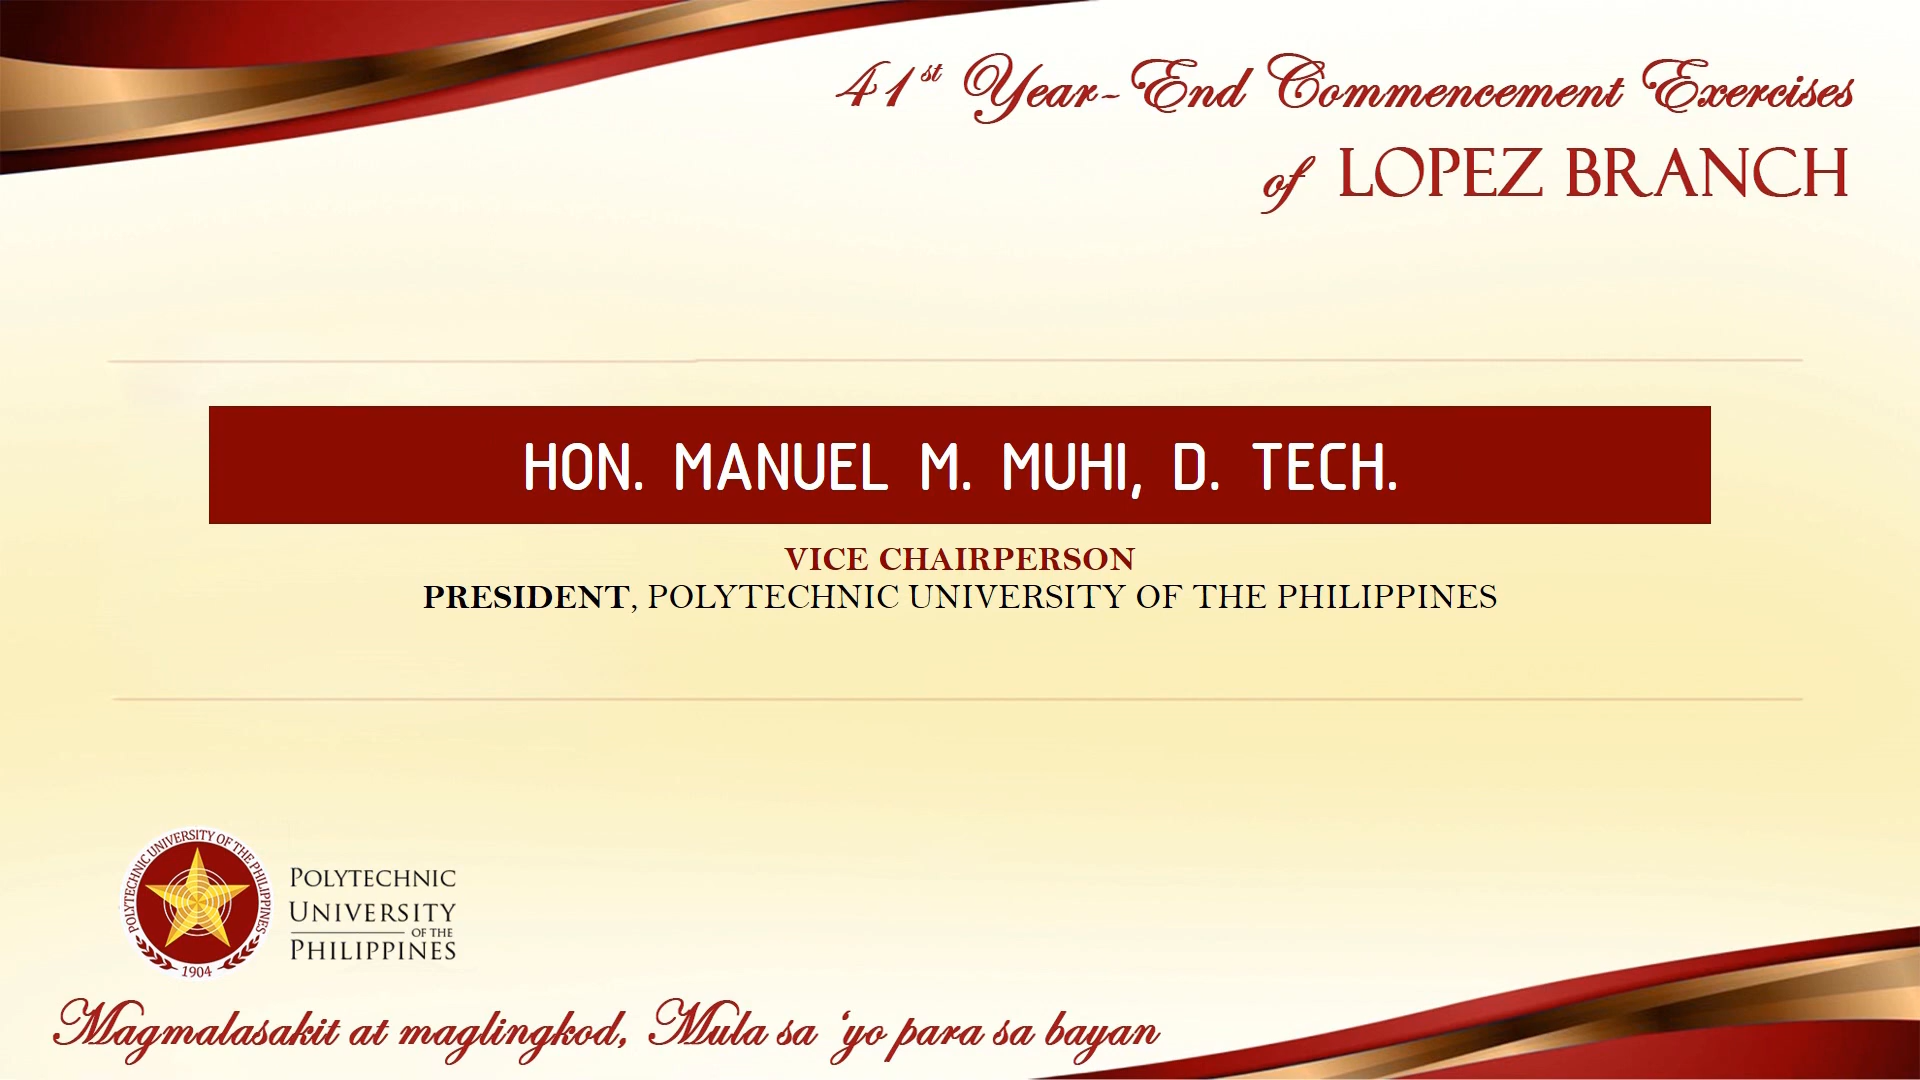 41st Year-End Commencement Exercises
of LOPEZ BRANCH
HON. MANUEL M. MUHI, D. TECH.
VICE CHAIRPERSON
PRESIDENT, POLYTECHNIC UNIVERSITY OF THE PHILIPPINES
POLYTECHNIC UNIVERSITY OF THE PHILIPPINES
1904
POLYTECHNIC
UNIVERSITY
OF THE
PHILIPPINES
Magmalasakit at maglingkod, Mula sa ‘yo para sa bayan